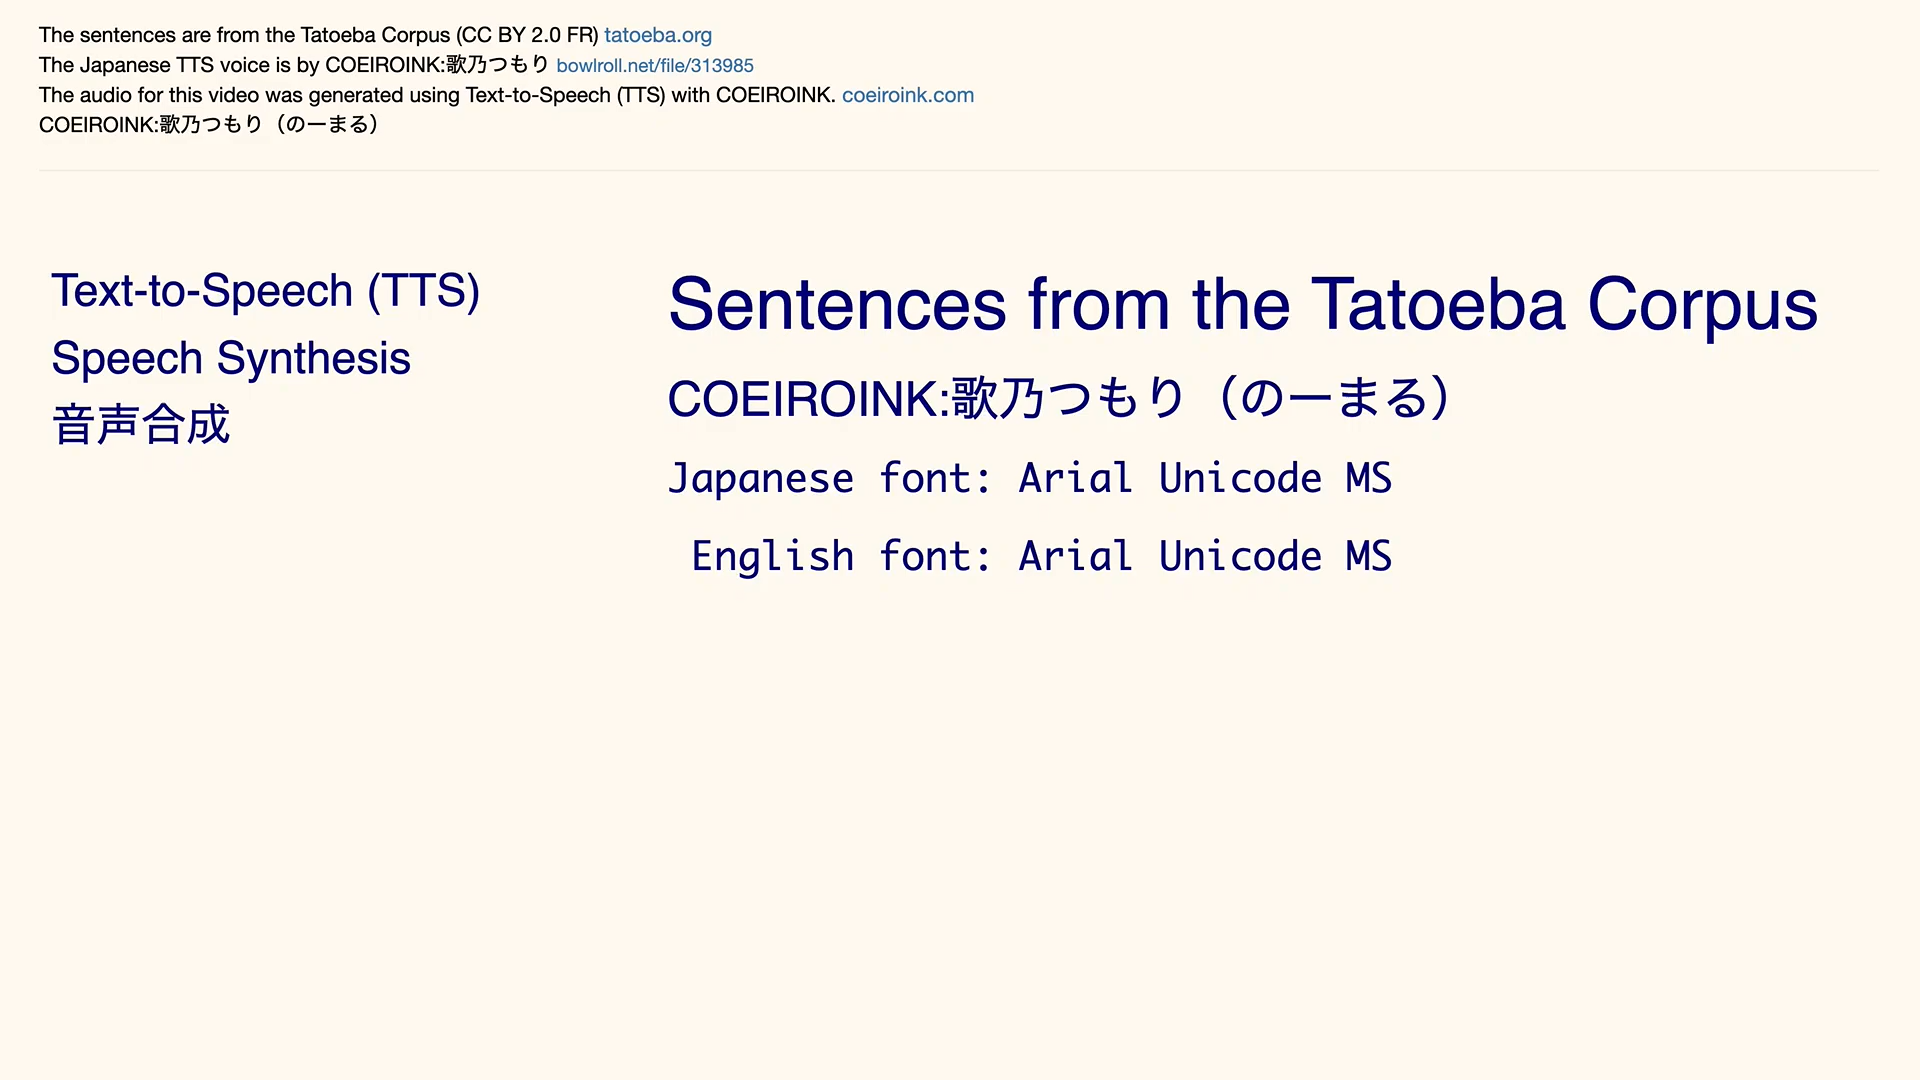 The sentences are from the Tatoeba Corpus (CC BY 2.0 FR) tatoeba.org
The Japanese TTS voice is by COEIROINK:歌乃つもり bowlroll.net/file/313985
The audio for this video was generated using Text-to-Speech (TTS) with COEIROINK. coeiroink.com
COEIROINK:歌乃つもり（のーまる）
Text-to-Speech (TTS)
Speech Synthesis
音声合成
Sentences from the Tatoeba Corpus
COEIROINK:歌乃つもり（のーまる）
Japanese font: Arial Unicode MS
English font: Arial Unicode MS